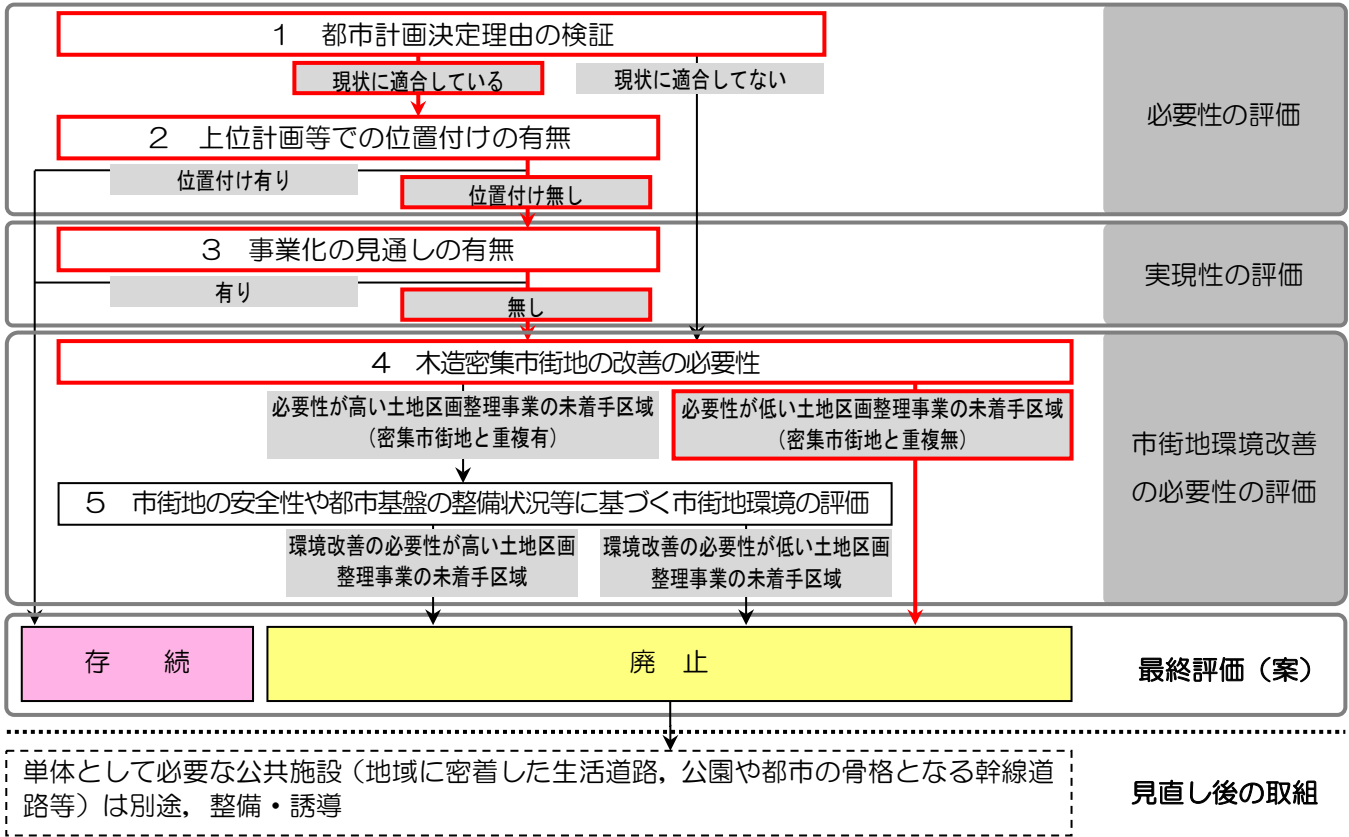 1　都市計画決定理由の検証
現状に適合している
現状に適合してない
2　上位計画等での位置付けの有無
位置付け有り
位置付け無し
必要性の評価
3　事業化の見通しの有無
有り
無し
実現性の評価
4　木造密集市街地の改善の必要性
必要性が高い土地区画整理事業の未着手区域
（密集市街地と重複有）
必要性が低い土地区画整理事業の未着手区域
（密集市街地と重複無）
5　市街地の安全性や都市基盤の整備状況等に基づく市街地環境の評価
環境改善の必要性が高い土地区画
整理事業の未着手区域
環境改善の必要性が低い土地区画
整理事業の未着手区域
市街地環境改善
の必要性の評価
存　続
廃　止
最終評価（案）
単体として必要な公共施設（地域に密着した生活道路，公園や都市の骨格となる幹線道
路等）は別途，整備・誘導
見直し後の取組